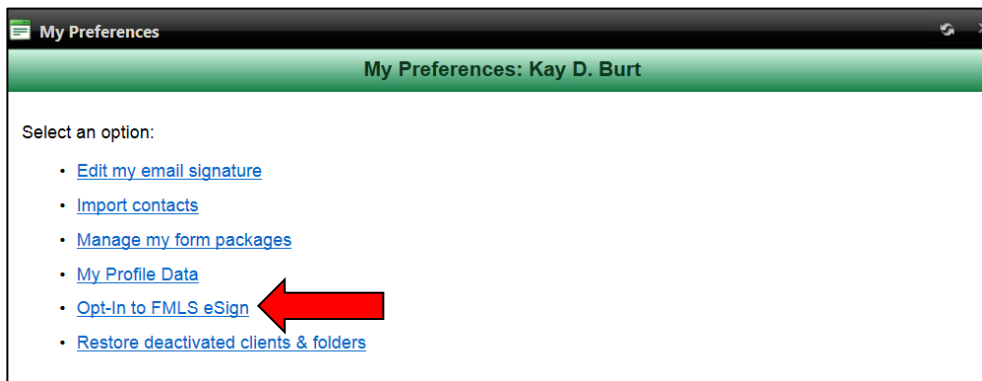 My Preferences
My Preferences: Kay D. Burt
Select an option:
• Edit my email signature
• Import contacts
• Manage my form packages
• My Profile Data
• Opt-In to FMLS eSign
• Restore deactivated clients & folders